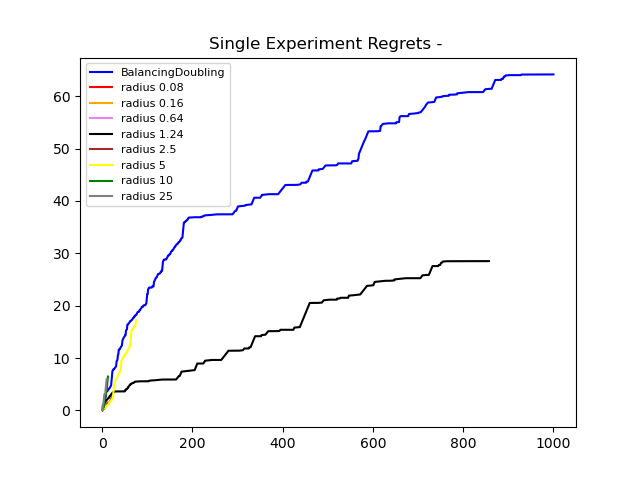 Single Experiment Regrets -
BalancingDoubling
radius 0.08
radius 0.16
radius 0.64
radius 1.24
radius 2.5
radius 5
radius 10
radius 25
60
50
40
30
20
10
0
0 200 400 600 800 1000